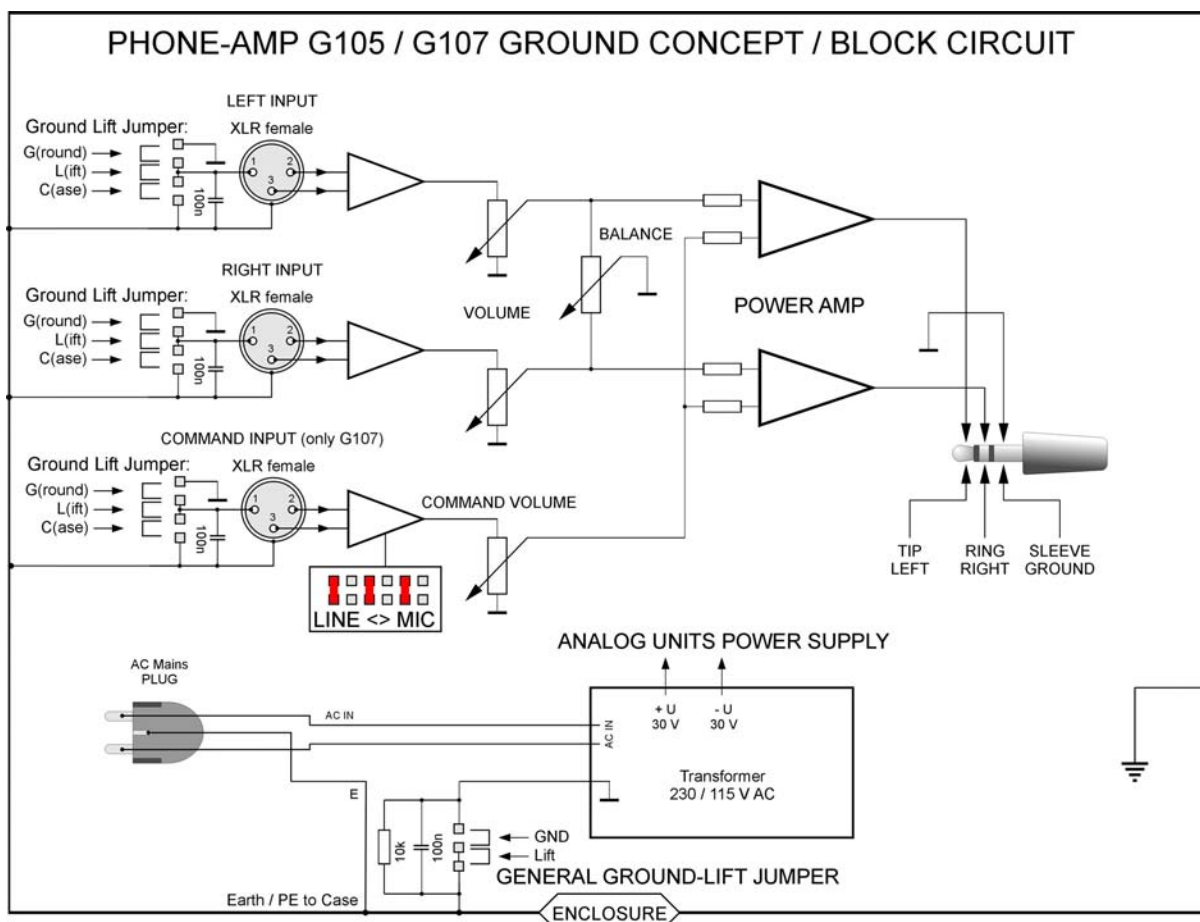 PHONE-AMP G105 / G107 GROUND CONCEPT / BLOCK CIRCUIT
LEFT INPUT
Ground Lift Jumper:
XLR female
G(round)
L(ift)
C(ase)
100n
1
2
3
RIGHT INPUT
Ground Lift Jumper:
XLR female
G(round)
L(ift)
C(ase)
100n
1
2
3
VOLUME
BALANCE
POWER AMP
COMMAND INPUT (only G107)
Ground Lift Jumper:
XLR female
G(round)
L(ift)
C(ase)
100n
1
2
3
COMMAND VOLUME
LINE <> MIC
TIP
LEFT
RING
RIGHT
SLEEVE
GROUND
ANALOG UNITS POWER SUPPLY
+ U
30 V
- U
30 V
AC IN
AC IN
Transformer
230 / 115 V AC
AC Mains
PLUG
AC IN
E
10k
100n
GND
Lift
GENERAL GROUND-LIFT JUMPER
Earth / PE to Case
ENCLOSURE